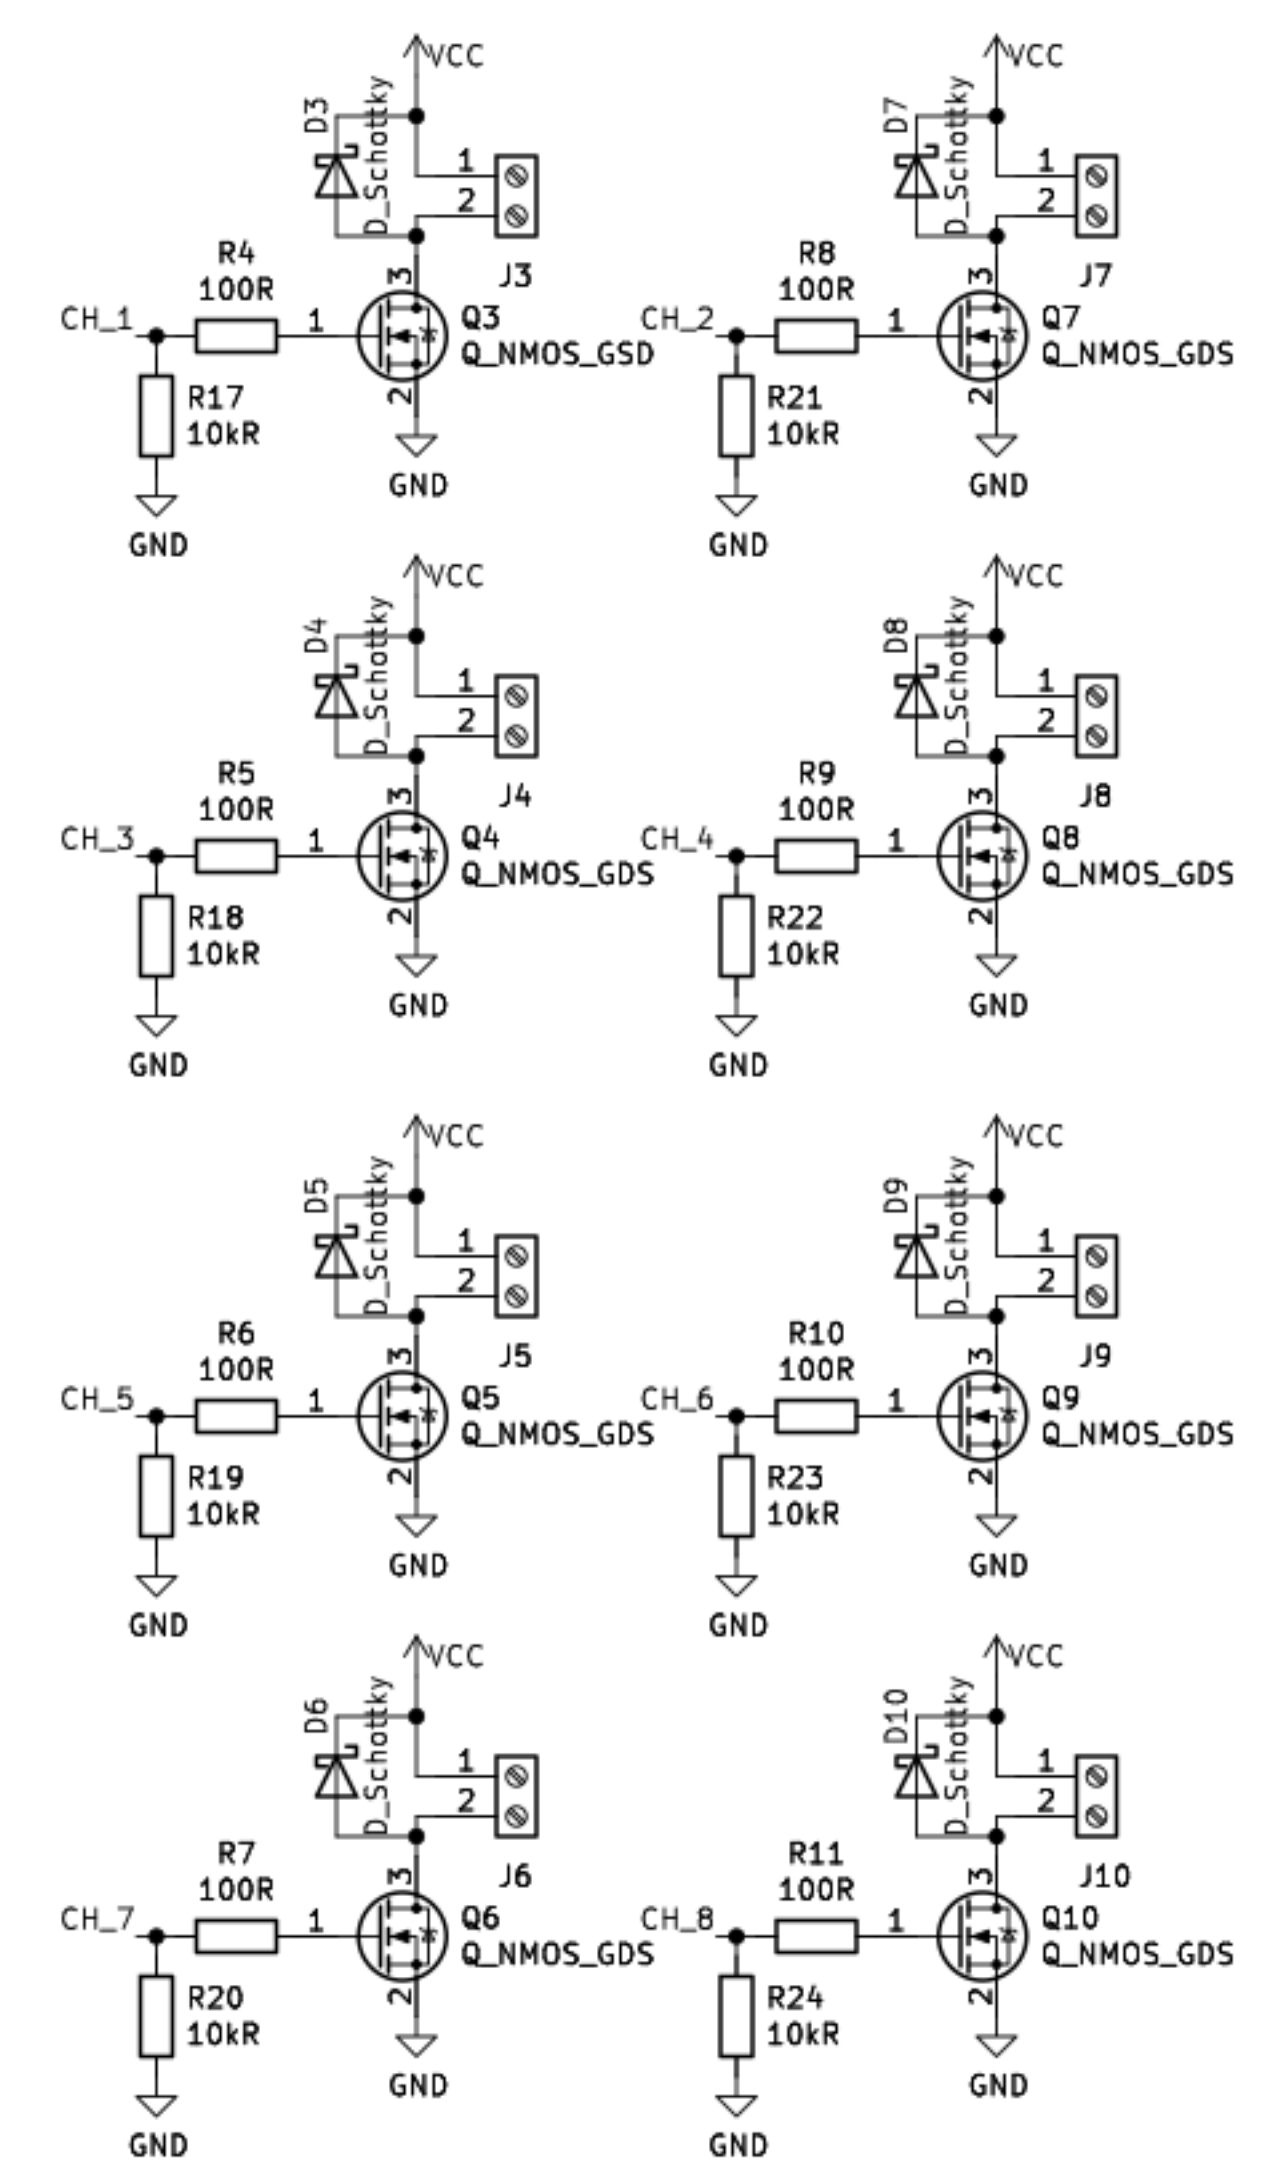 VCC
D3
D_Schottky
1
2
J3
R4
100R
CH_1
1
3
Q3
Q_NMOS_GSD
2
R17
10kR
GND
GND
VCC
D7
D_Schottky
1
2
J7
R8
100R
CH_2
1
3
Q7
Q_NMOS_GDS
2
R21
10kR
GND
GND
VCC
D4
D_Schottky
1
2
J4
R5
100R
CH_3
1
3
Q4
Q_NMOS_GDS
2
R18
10kR
GND
GND
VCC
D8
D_Schottky
1
2
J8
R9
100R
CH_4
1
3
Q8
Q_NMOS_GDS
2
R22
10kR
GND
GND
VCC
D5
D_Schottky
1
2
J5
R6
100R
CH_5
1
3
Q5
Q_NMOS_GDS
2
R19
10kR
GND
GND
VCC
D9
D_Schottky
1
2
J9
R10
100R
CH_6
1
3
Q9
Q_NMOS_GDS
2
R23
10kR
GND
GND
VCC
D6
D_Schottky
1
2
J6
R7
100R
CH_7
1
3
Q6
Q_NMOS_GDS
2
R20
10kR
GND
GND
VCC
D10
D_Schottky
1
2
J10
R11
100R
CH_8
1
3
Q10
Q_NMOS_GDS
2
R24
10kR
GND
GND